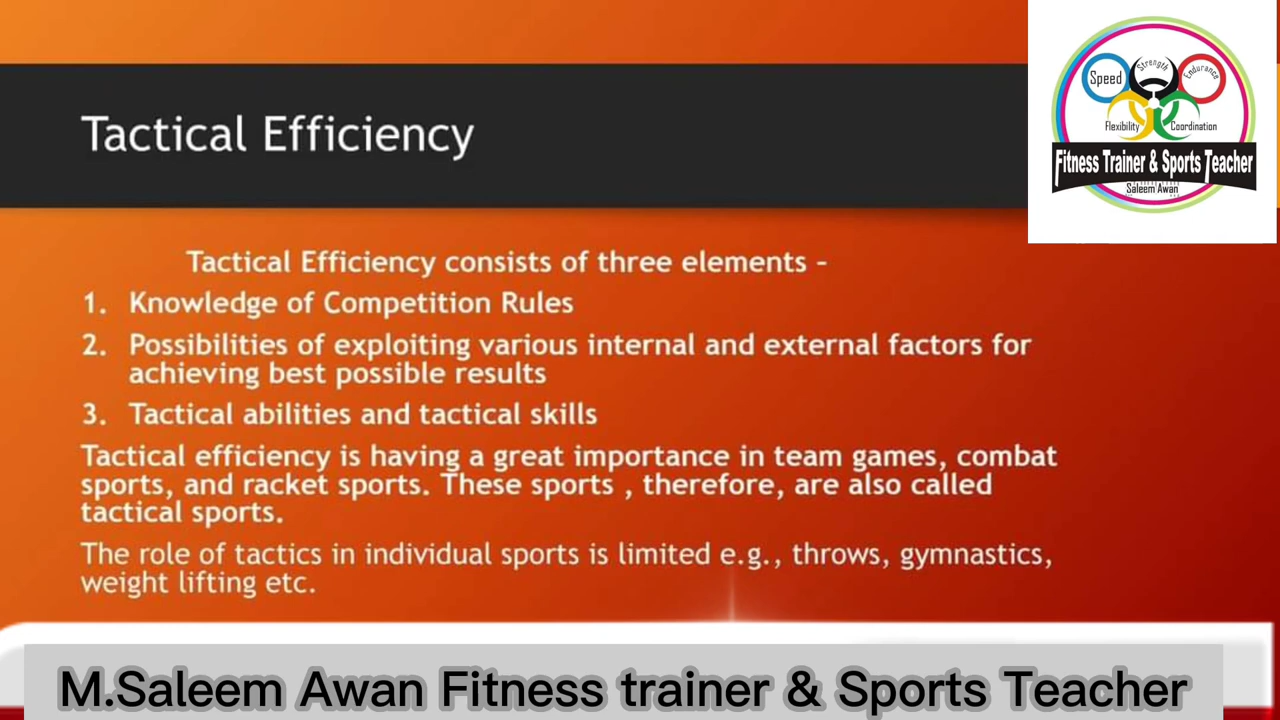 Tactical Efficiency
Speed
Strength
Endurance
Flexibility
Coordination
Fitness Trainer & Sports Teacher
Saleem Awan
Tactical Efficiency consists of three elements –
1. Knowledge of Competition Rules
2. Possibilities of exploiting various internal and external factors for
achieving best possible results
3. Tactical abilities and tactical skills
Tactical efficiency is having a great importance in team games, combat
sports, and racket sports. These sports , therefore, are also called
tactical sports.
The role of tactics in individual sports is limited e.g., throws, gymnastics,
weight lifting etc.
M.Saleem Awan Fitness trainer & Sports Teacher